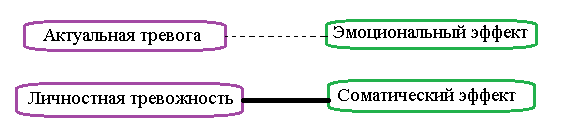 Актуальная тревога Эмоциональный эффект
Личностная тревожность Соматический эффект